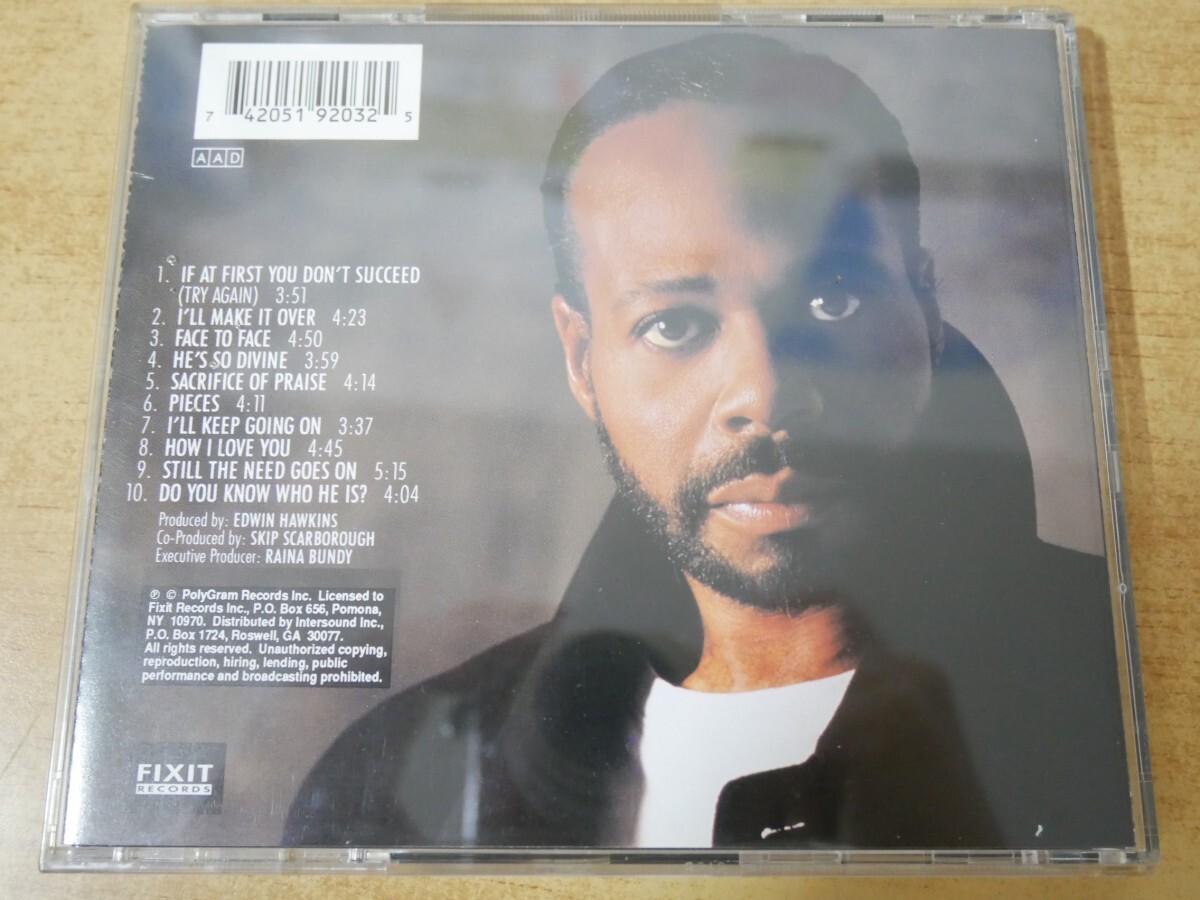 7 42051 92032 5
AAD
1. IF AT FIRST YOU DON'T SUCCEED
(TRY AGAIN) 3:51
2. I'LL MAKE IT OVER 4:23
3. FACE TO FACE 4:50
4. HE'S SO DIVINE 3:59
5. SACRIFICE OF PRAISE 4:14
6. PIECES 4:11
7. I'LL KEEP GOING ON 3:37
8. HOW I LOVE YOU 4:45
9. STILL THE NEED GOES ON 5:15
10. DO YOU KNOW WHO HE IS? 4:04
Produced by: EDWIN HAWKINS
Co-Produced by: SKIP SCARBOROUGH
Executive Producer: RAINA BUNDY
℗ © PolyGram Records Inc. Licensed to
Fixit Records Inc., P.O. Box 656, Pomona,
NY 10970. Distributed by Intersound Inc.,
P.O. Box 1724, Roswell, GA 30077.
All rights reserved. Unauthorized copying,
reproduction, hiring, lending, public
performance and broadcasting prohibited.
FIXIT
RECORDS